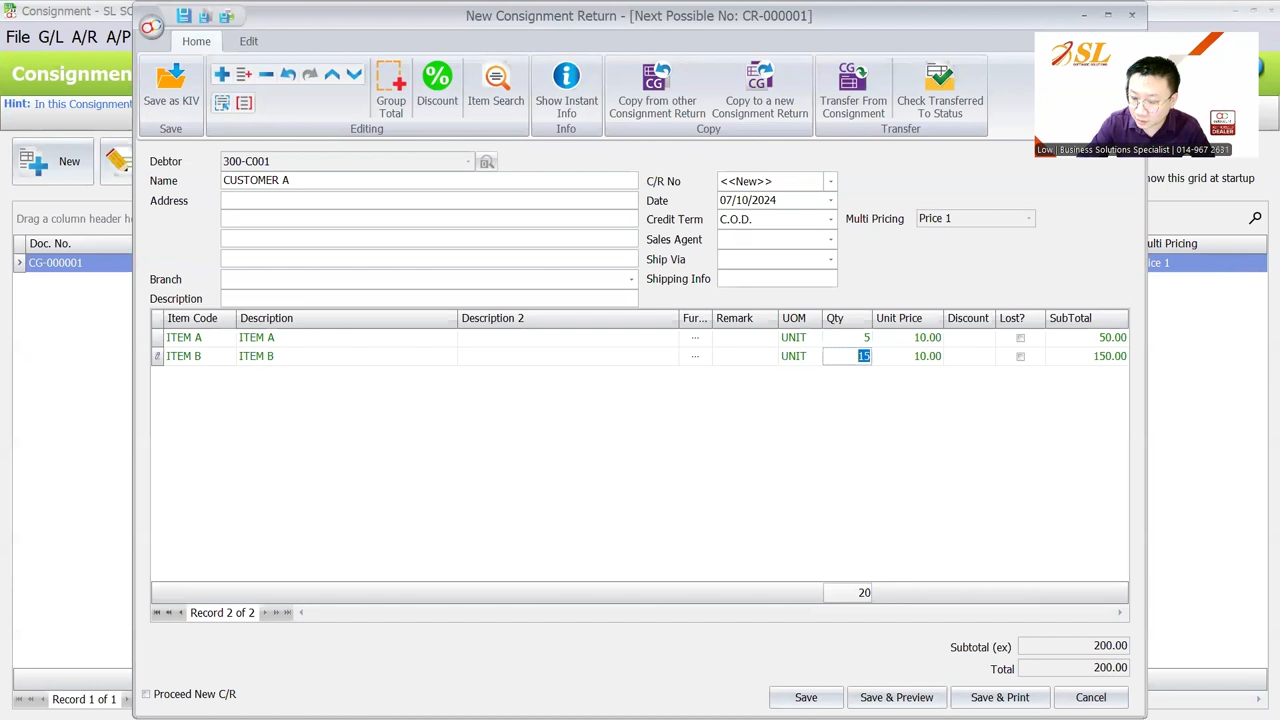 Consignment - SL SO
New Consignment Return - [Next Possible No: CR-000001]
File G/L A/R A/P
Home Edit
Consignment
Hint: In this Consignment
Save as KIV
Save
Group Total
Discount
Item Search
Editing
Show Instant Info
Info
Copy from other Consignment Return
Copy to a new Consignment Return
Copy
Transfer From Consignment
Check Transferred To Status
Transfer
SL
SOFTWARE SOLUTIONS
DEALER
Low | Business Solutions Specialist | 014-967 2631
New
how this grid at startup
Debtor 300-C001
Name CUSTOMER A
Address
Branch
Description
C/R No <<New>>
Date 07/10/2024
Credit Term C.O.D.
Multi Pricing Price 1
Sales Agent
Ship Via
Shipping Info
Drag a column header h
Doc. No.
CG-000001
ulti Pricing
ice 1
Item Code Description Description 2 Fur... Remark UOM Qty Unit Price Discount Lost? SubTotal
ITEM A ITEM A ... UNIT 5 10.00 50.00
ITEM B ITEM B ... UNIT 15 10.00 150.00
20
Record 2 of 2
Subtotal (ex) 200.00
Total 200.00
Proceed New C/R
Save Save & Preview Save & Print Cancel
Record 1 of 1